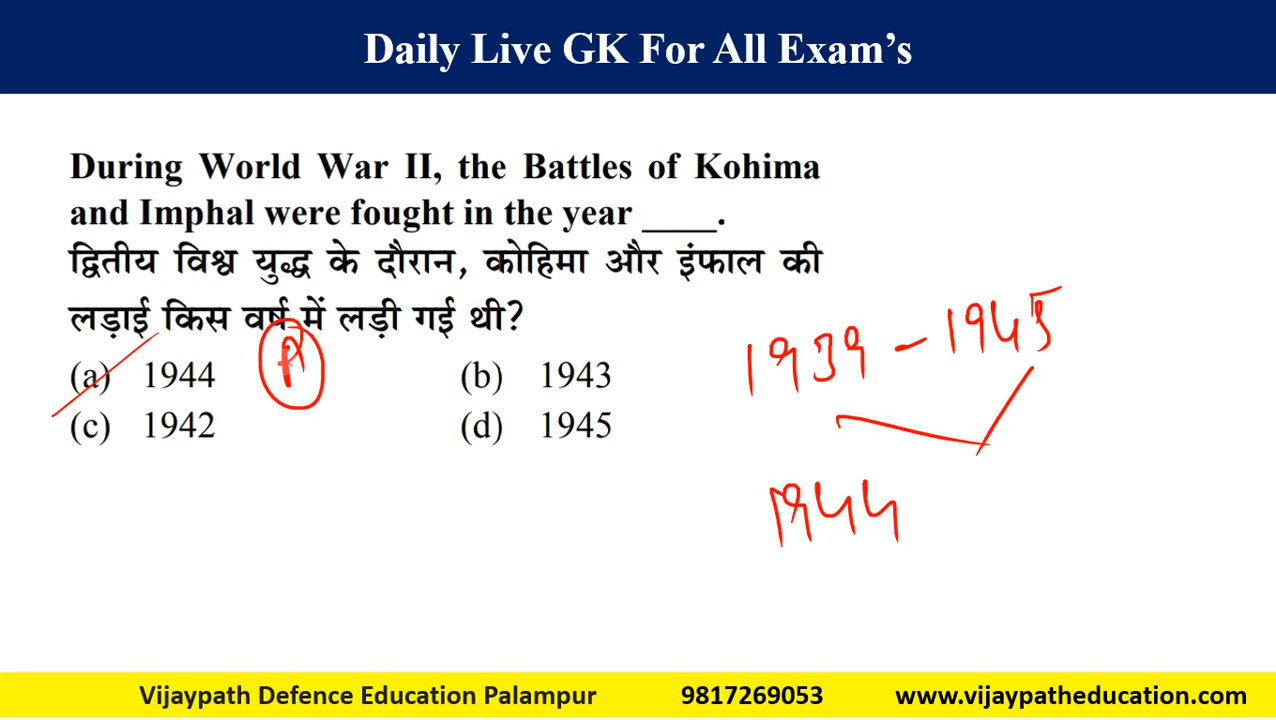 Daily Live GK For All Exam's
During World War II, the Battles of Kohima
and Imphal were fought in the year ____.
द्वितीय विश्व युद्ध के दौरान, कोहिमा और इंफाल की
लड़ाई किस वर्ष में लड़ी गई थी?
(a) 1944 (b) 1943
(c) 1942 (d) 1945
1939 - 1945
1944
Vijaypath Defence Education Palampur 9817269053 www.vijaypatheducation.com